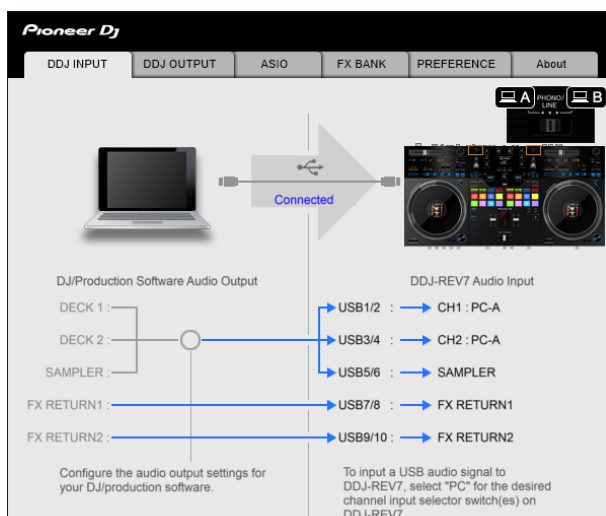 Pioneer Dj
DDJ INPUT DDJ OUTPUT ASIO FX BANK PREFERENCE About
A PHONO/ LINE B
Connected
DJ/Production Software Audio Output DDJ-REV7 Audio Input
DECK 1 : USB1/2 : CH1 : PC-A
DECK 2 : USB3/4 : CH2 : PC-A
SAMPLER : USB5/6 : SAMPLER
FX RETURN1 : USB7/8 : FX RETURN1
FX RETURN2 : USB9/10 : FX RETURN2
Configure the audio output settings for
your DJ/production software.
To input a USB audio signal to
DDJ-REV7, select "PC" for the desired
channel input selector switch(es) on
DDJ-REV7